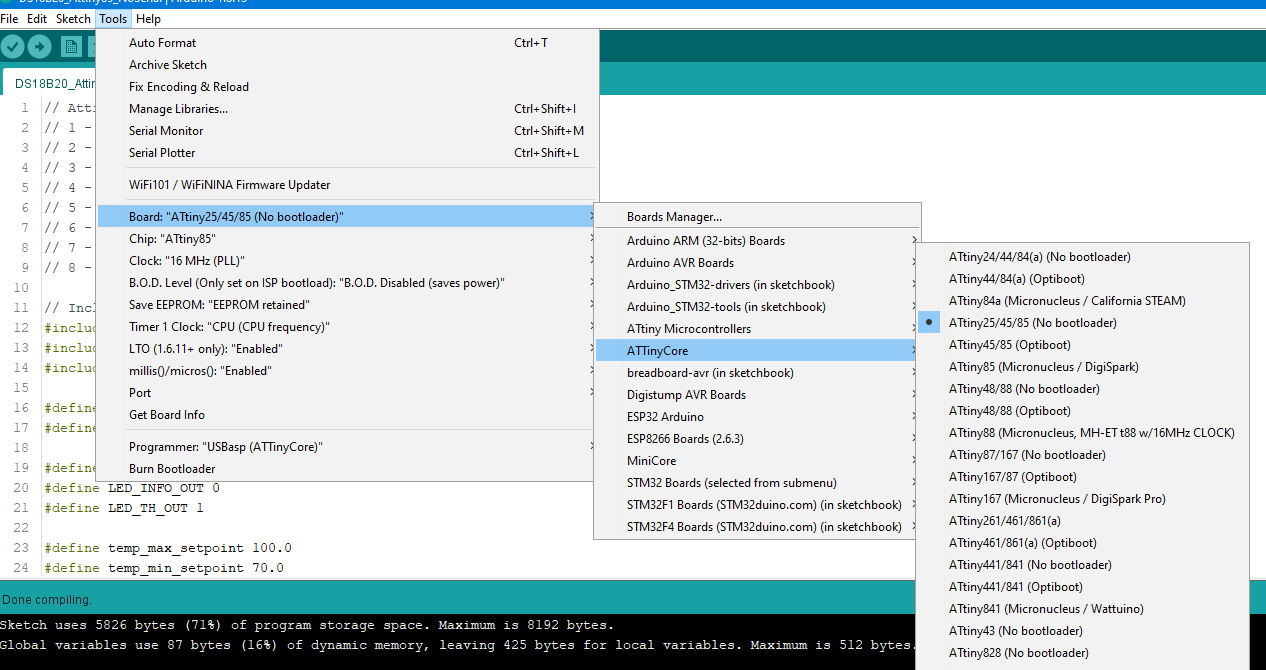 File Edit Sketch Tools Help
DS18B20_Attin
Auto Format Ctrl+T
Archive Sketch
Fix Encoding & Reload
Manage Libraries... Ctrl+Shift+I
Serial Monitor Ctrl+Shift+M
Serial Plotter Ctrl+Shift+L
WiFi101 / WiFiNINA Firmware Updater
Board: "ATtiny25/45/85 (No bootloader)"
Chip: "ATtiny85"
Clock: "16 MHz (PLL)"
B.O.D. Level (Only set on ISP bootload): "B.O.D. Disabled (saves power)"
Save EEPROM: "EEPROM retained"
Timer 1 Clock: "CPU (CPU frequency)"
LTO (1.6.11+ only): "Enabled"
millis()/micros(): "Enabled"
Port
Get Board Info
Programmer: "USBasp (ATTinyCore)"
Burn Bootloader
Boards Manager...
Arduino ARM (32-bits) Boards
Arduino AVR Boards
Arduino_STM32-drivers (in sketchbook)
Arduino_STM32-tools (in sketchbook)
ATtiny Microcontrollers
ATTinyCore
breadboard-avr (in sketchbook)
Digistump AVR Boards
ESP32 Arduino
ESP8266 Boards (2.6.3)
MiniCore
STM32 Boards (selected from submenu)
STM32F1 Boards (STM32duino.com) (in sketchbook)
STM32F4 Boards (STM32duino.com) (in sketchbook)
ATtiny24/44/84(a) (No bootloader)
ATtiny44/84(a) (Optiboot)
ATtiny84a (Micronucleus / California STEAM)
ATtiny25/45/85 (No bootloader)
ATtiny45/85 (Optiboot)
ATtiny85 (Micronucleus / DigiSpark)
ATtiny48/88 (No bootloader)
ATtiny48/88 (Optiboot)
ATtiny88 (Micronucleus, MH-ET t88 w/16MHz CLOCK)
ATtiny87/167 (No bootloader)
ATtiny167/87 (Optiboot)
ATtiny167 (Micronucleus / DigiSpark Pro)
ATtiny261/461/861(a)
ATtiny461/861(a) (Optiboot)
ATtiny441/841 (No bootloader)
ATtiny441/841 (Optiboot)
ATtiny841 (Micronucleus / Wattuino)
ATtiny43 (No bootloader)
ATtiny828 (No bootloader)
1 // Atti
2 // 1 -
3 // 2 -
4 // 3 -
5 // 4 -
6 // 5 -
7 // 6 -
8 // 7 -
9 // 8 -
10
11 // Incl
12 #includ
13 #includ
14 #includ
15
16 #define
17 #define
18
19 #define
20 #define LED_INFO_OUT 0
21 #define LED_TH_OUT 1
22
23 #define temp_max_setpoint 100.0
24 #define temp_min_setpoint 70.0
Done compiling.
Sketch uses 5826 bytes (71%) of program storage space. Maximum is 8192 bytes.
Global variables use 87 bytes (16%) of dynamic memory, leaving 425 bytes for local variables. Maximum is 512 bytes.